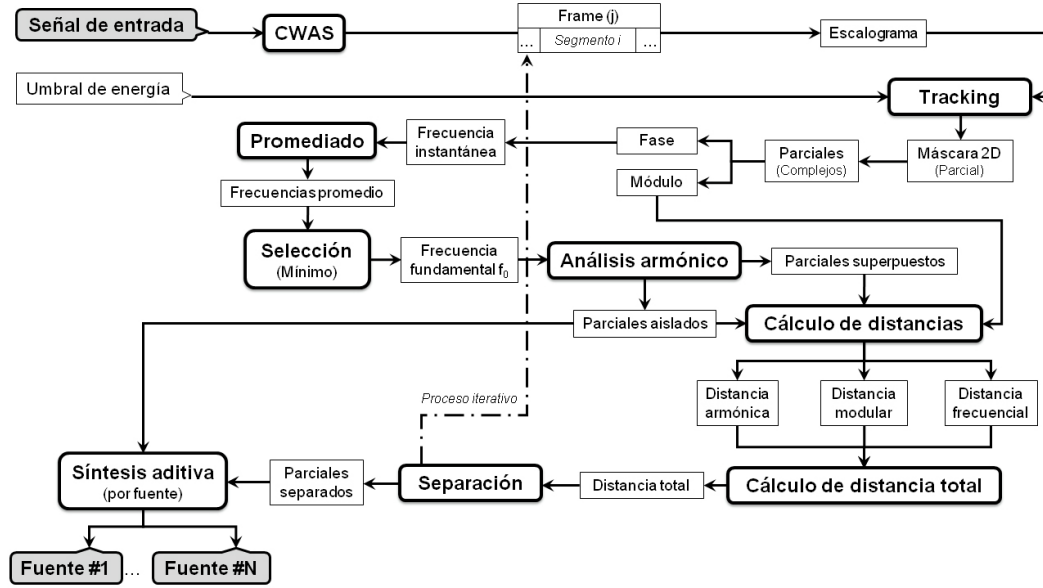 Señal de entrada
CWAS
Frame (j)
... Segmento i ...
Escalograma
Umbral de energía
Tracking
Promediado
Frecuencia
instantánea
Fase
Módulo
Parciales
(Complejos)
Máscara 2D
(Parcial)
Frecuencias promedio
Selección
(Mínimo)
Frecuencia
fundamental f0
Análisis armónico
Parciales superpuestos
Parciales aislados
Cálculo de distancias
Distancia
armónica
Distancia
modular
Distancia
frecuencial
Proceso iterativo
Síntesis aditiva
(por fuente)
Parciales
separados
Separación
Distancia total
Cálculo de distancia total
Fuente #1 ... Fuente #N